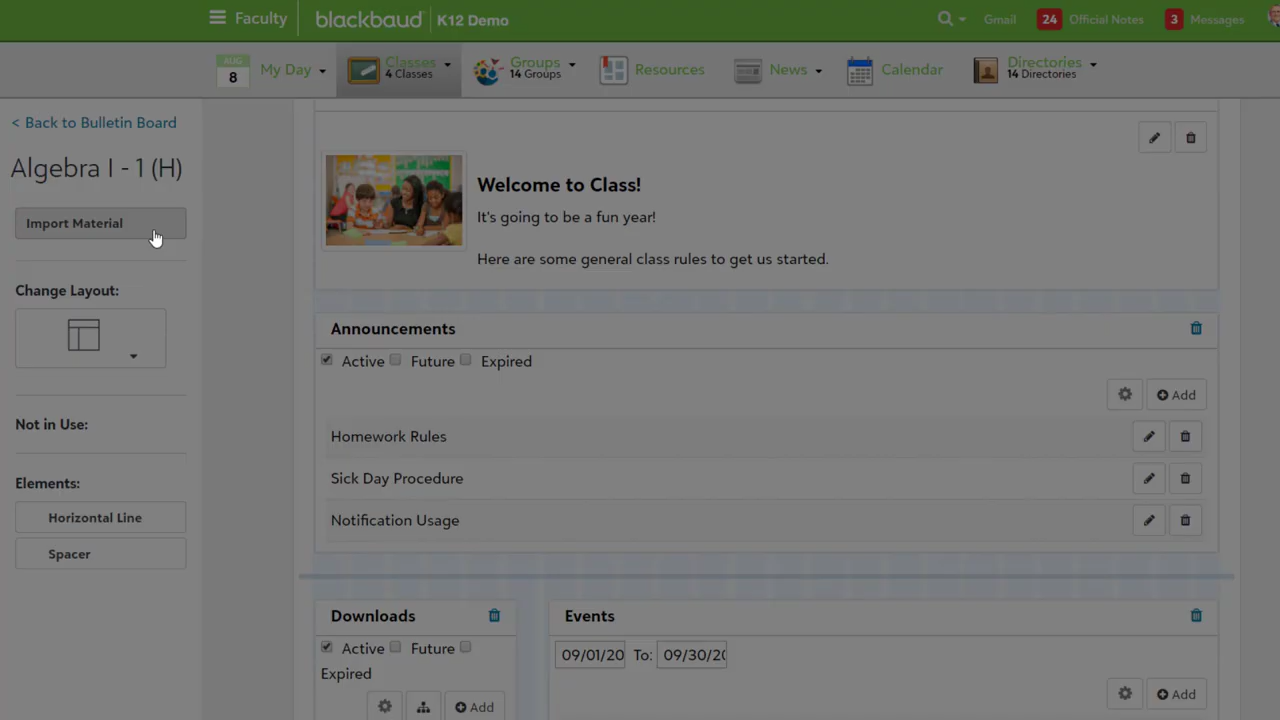 Faculty
blackbaud K12 Demo
Gmail
24 Official Notes
3 Messages
AUG
8
My Day
Classes
4 Classes
Groups
14 Groups
Resources
News
Calendar
Directories
14 Directories
< Back to Bulletin Board
Algebra I - 1 (H)
Import Material
Change Layout:
Not in Use:
Elements:
Horizontal Line
Spacer
Welcome to Class!
It's going to be a fun year!
Here are some general class rules to get us started.
Announcements
Active Future Expired
Add
Homework Rules
Sick Day Procedure
Notification Usage
Downloads
Active Future
Expired
Add
Events
09/01/20 To: 09/30/20
Add